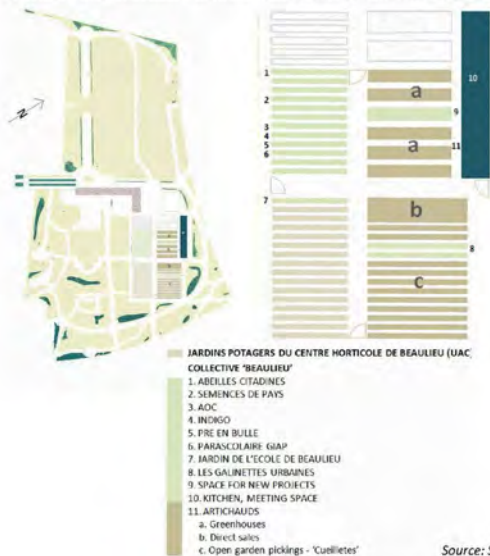 N
1
2
3
4
5
6
7
a
a
b
c
10
9
11
8
JARDINS POTAGERS DU CENTRE HORTICOLE DE BEAULIEU (UAC)
COLLECTIVE 'BEAULIEU'
1. ABEILLES CITADINES
2. SEMENCES DE PAYS
3. AOC
4. INDIGO
5. PRE EN BULLE
6. PARASCOLAIRE GIAP
7. JARDIN DE L'ECOLE DE BEAULIEU
8. LES GALINETTES URBAINES
9. SPACE FOR NEW PROJECTS
10. KITCHEN, MEETING SPACE
11. ARTICHAUDS
a. Greenhouses
b. Direct sales
c. Open garden pickings - 'Cueilletes'
Source: